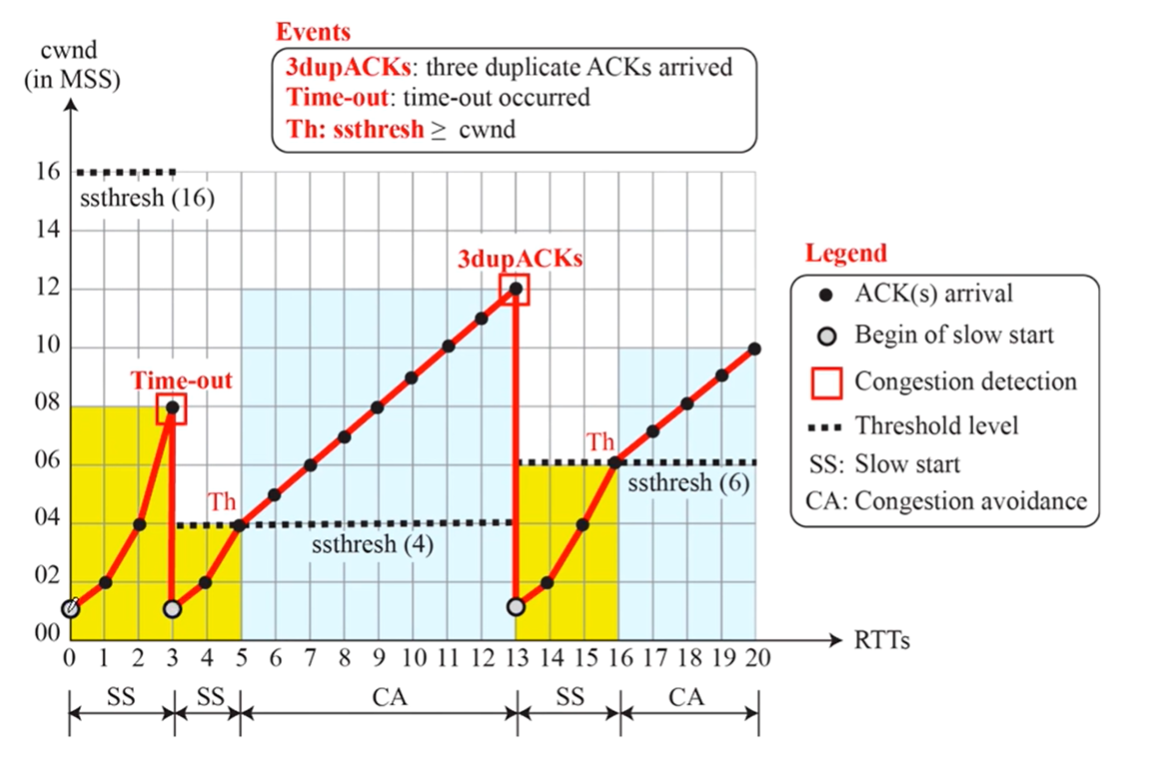 Events
3dupACKs: three duplicate ACKs arrived
Time-out: time-out occurred
Th: ssthresh ≥ cwnd
cwnd
(in MSS)
16
ssthresh (16)
14
3dupACKs
12
10
Time-out
08
Th
06
ssthresh (6)
Th
04
ssthresh (4)
02
00
RTTs
0 1 2 3 4 5 6 7 8 9 10 11 12 13 14 15 16 17 18 19 20
SS SS CA SS CA
Legend
ACK(s) arrival
Begin of slow start
Congestion detection
Threshold level
SS: Slow start
CA: Congestion avoidance